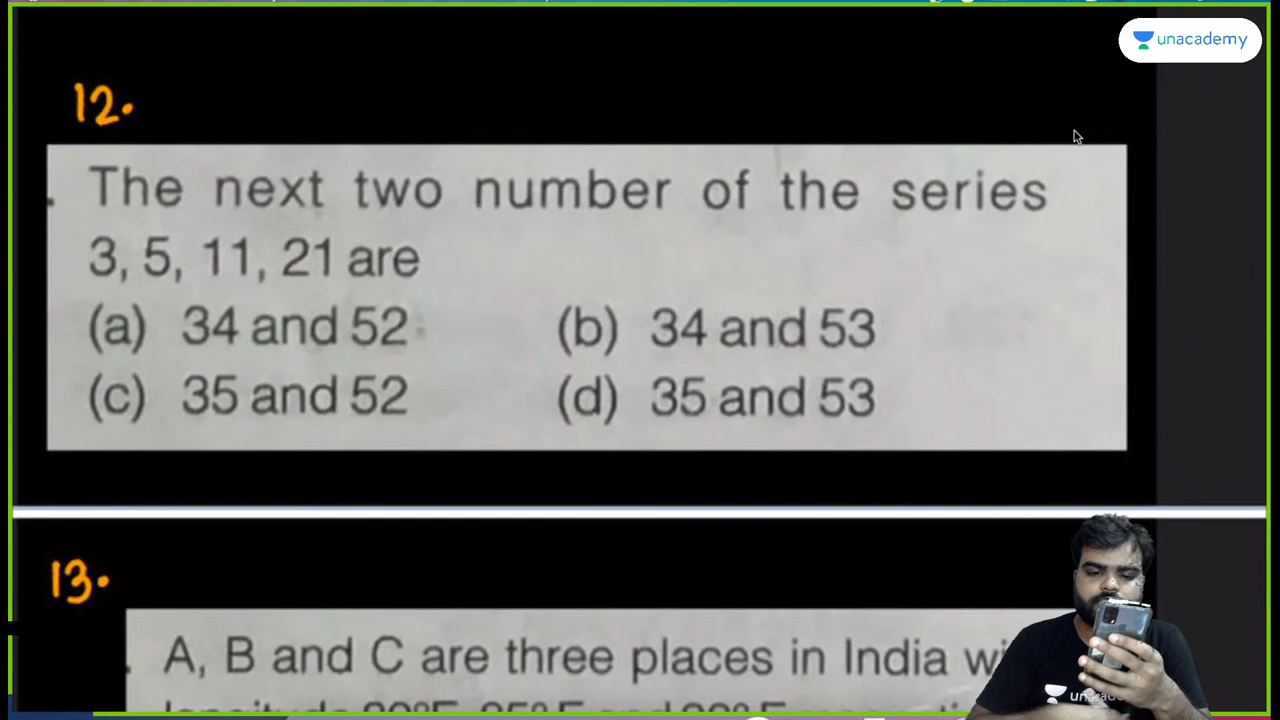 unacademy
12.
The next two number of the series
3, 5, 11, 21 are
(a) 34 and 52 (b) 34 and 53
(c) 35 and 52 (d) 35 and 53
13.
A, B and C are three places in India